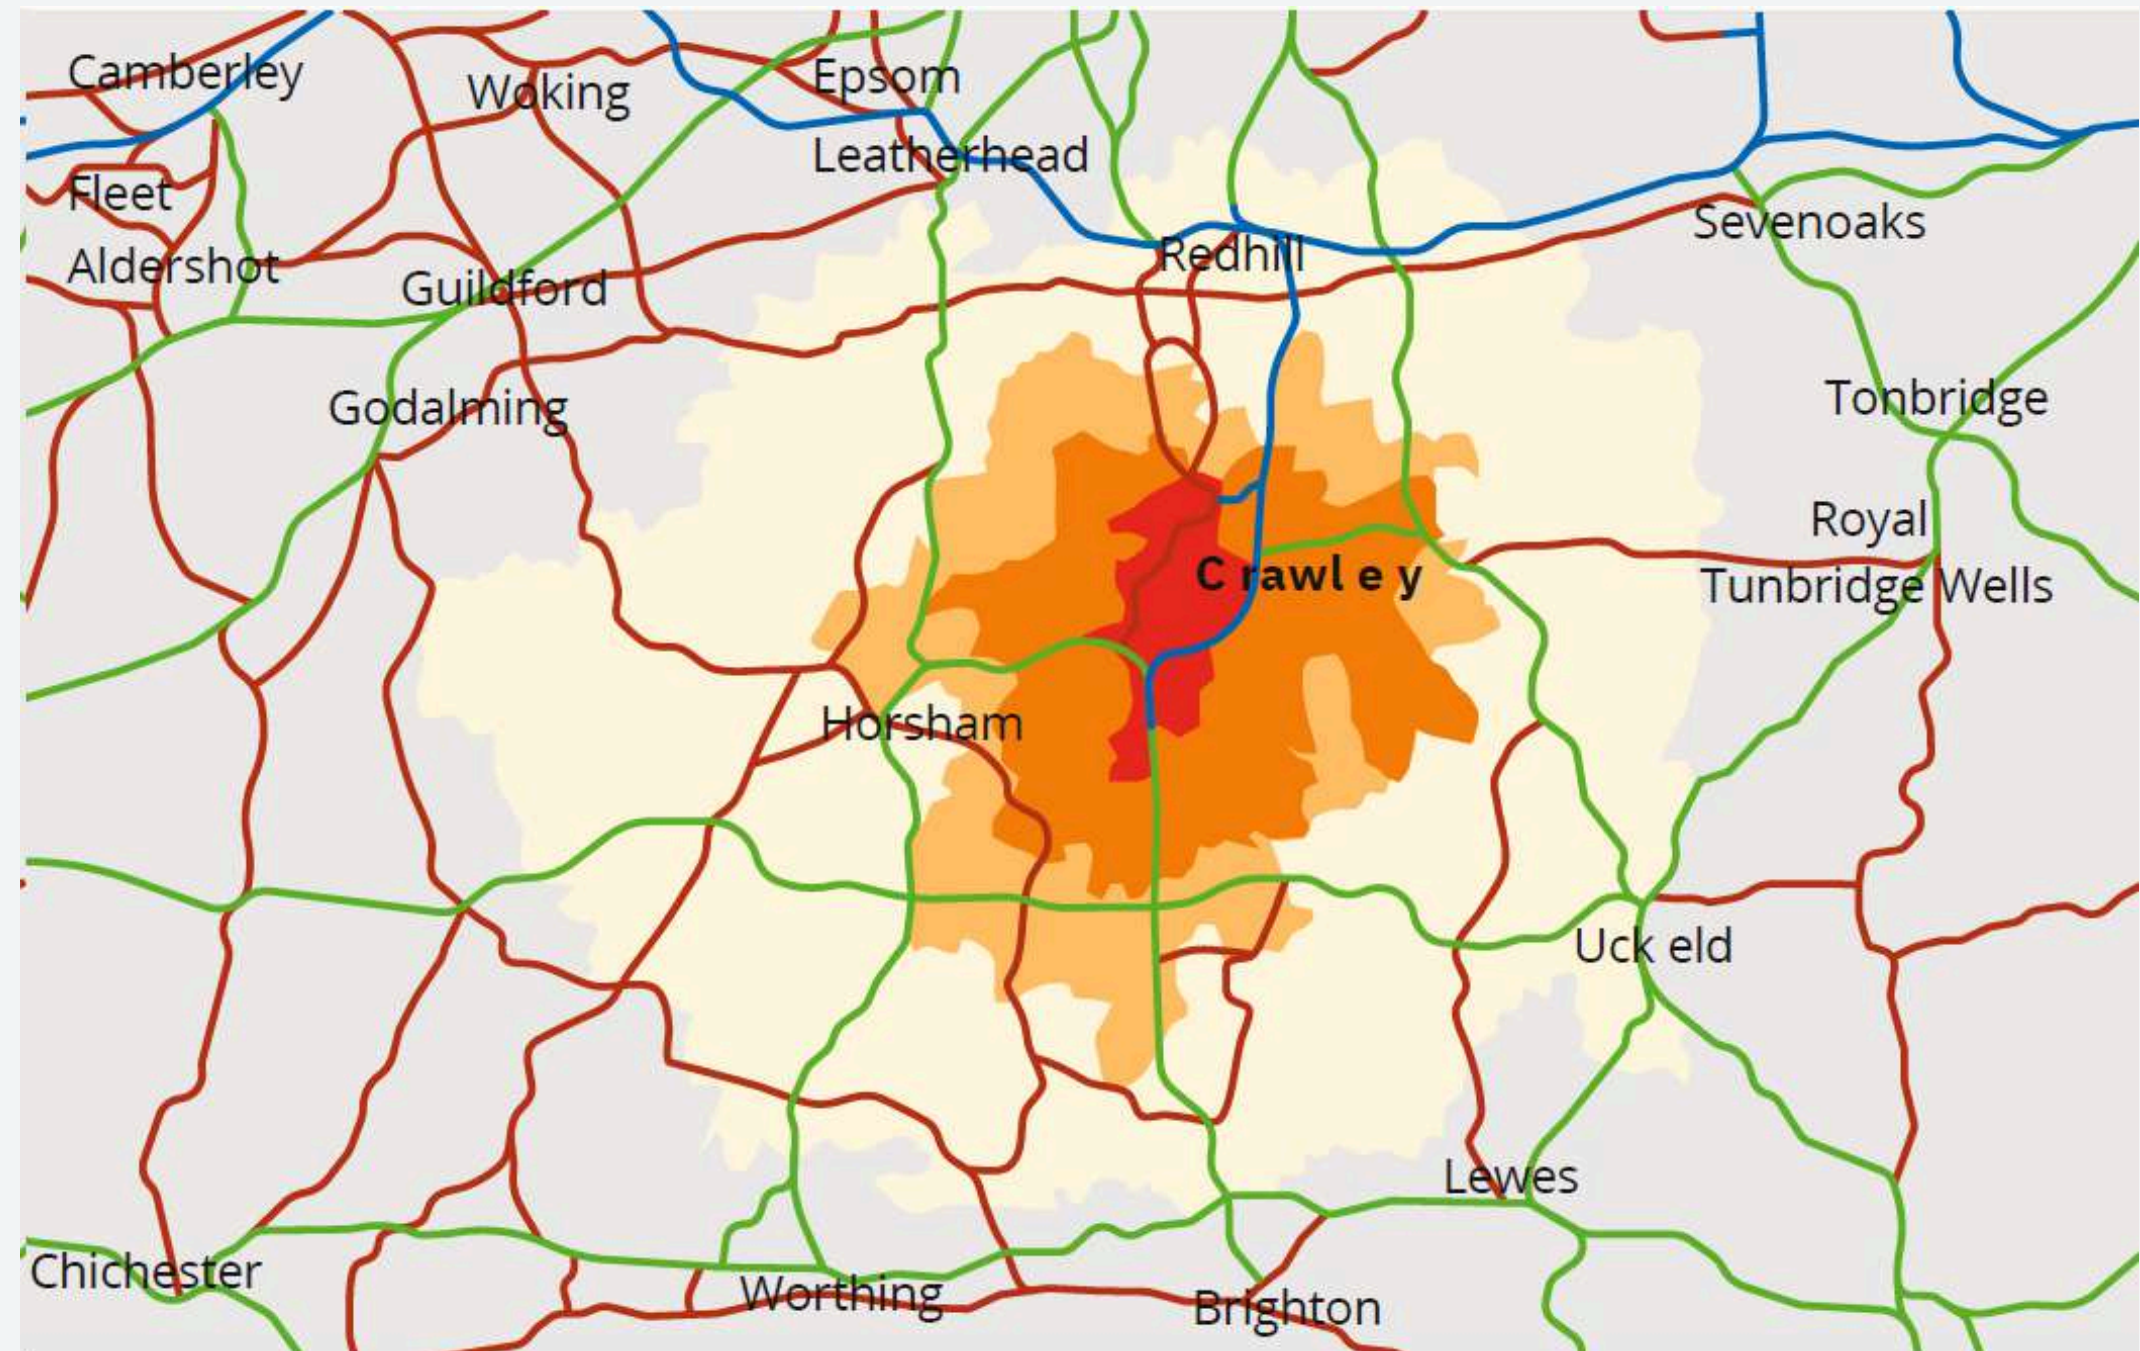 Camberley
Woking
Epsom
Leatherhead
Fleet
Sevenoaks
Aldershot
Redhill
Guildford
Godalming
Tonbridge
Royal
Tunbridge Wells
Crawley
Horsham
Uck eld
Lewes
Chichester
Worthing
Brighton